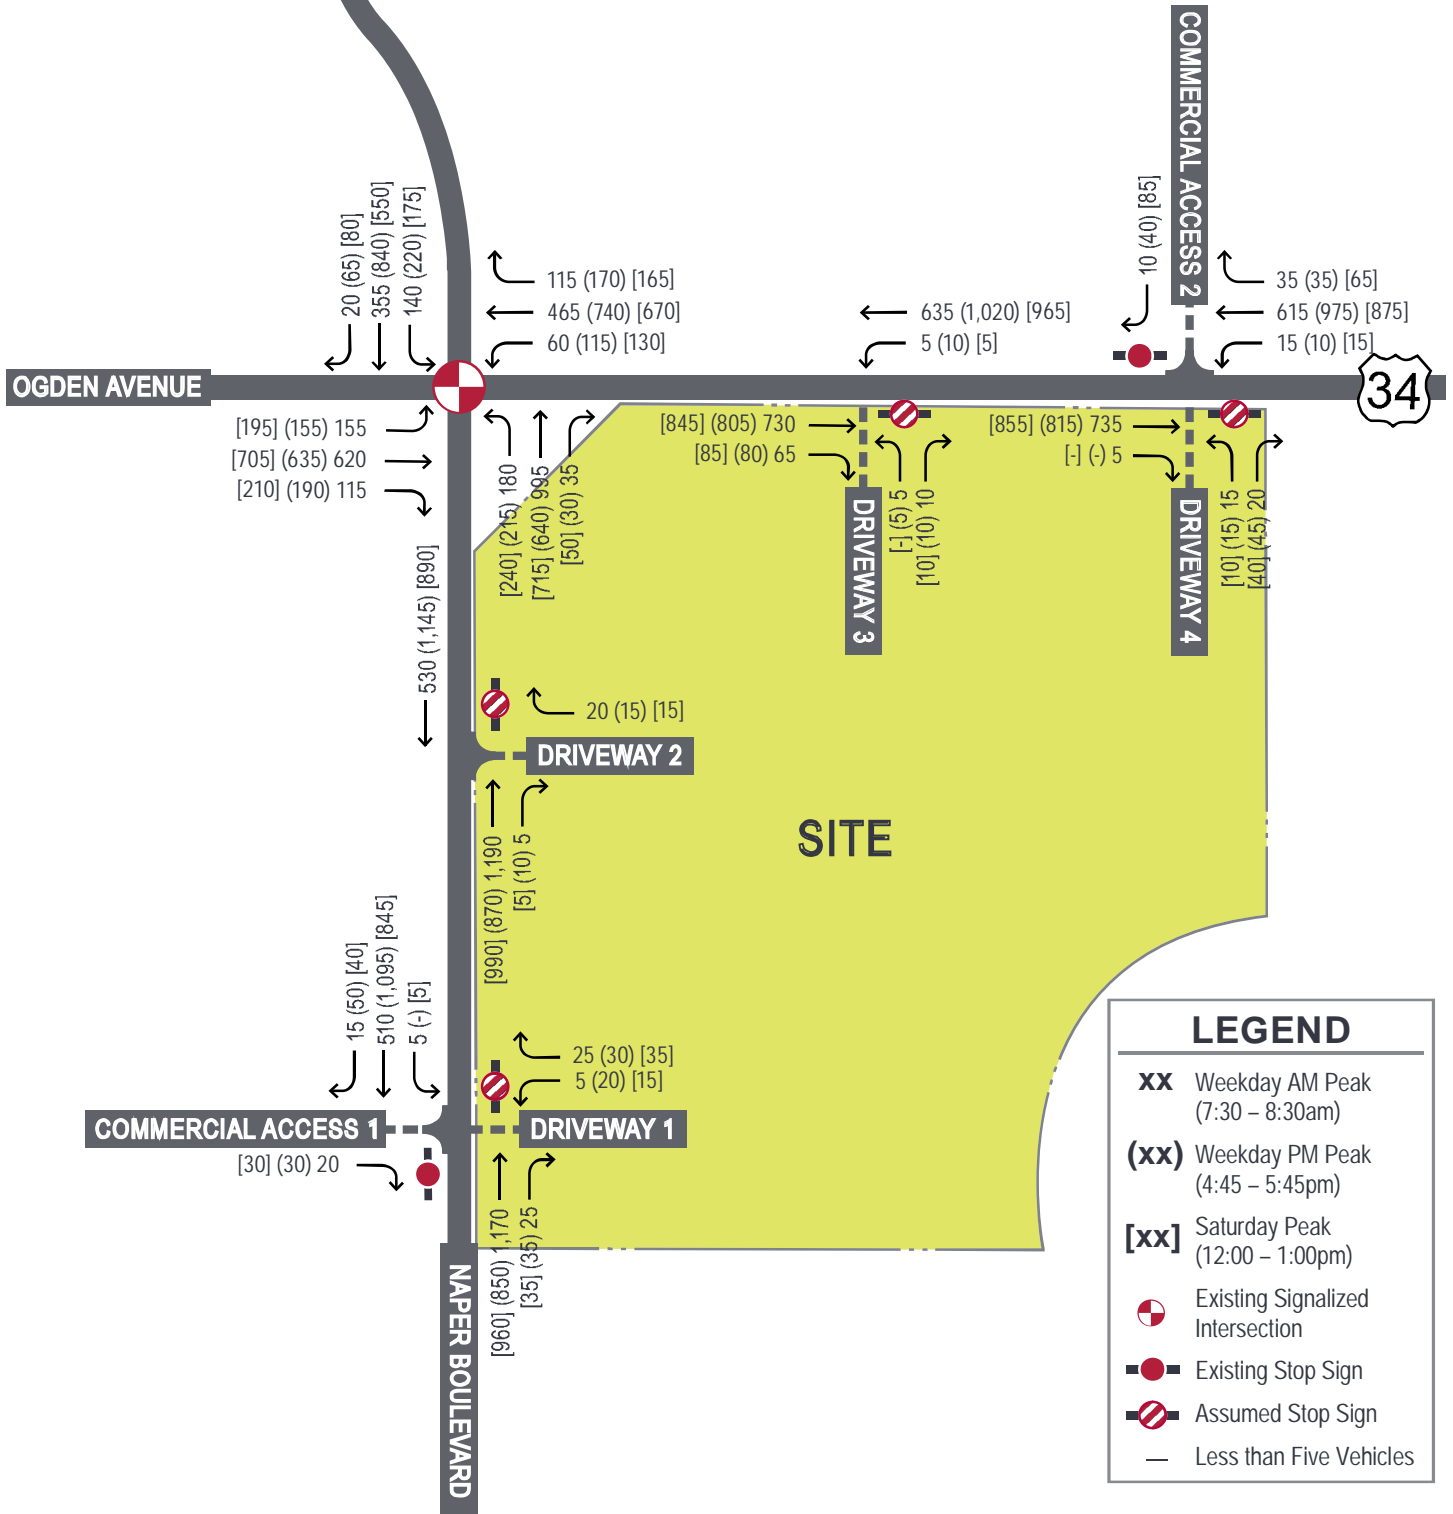 COMMERCIAL ACCESS 2
20 (65) [80]
355 (840) [550]
140 (220) [175]
10 (40) [85]
115 (170) [165]
465 (740) [670]
60 (115) [130]
635 (1,020) [965]
5 (10) [5]
35 (35) [65]
615 (975) [875]
15 (10) [15]
OGDEN AVENUE
34
[195] (155) 155
[705] (635) 620
[210] (190) 115
[240] (215) 180
[715] (640) 995
[50] (30) 35
[845] (805) 730
[85] (80) 65
[-] (5) 5
[10] (10) 10
[855] (815) 735
[-] (-) 5
[10] (15) 15
[40] (45) 20
DRIVEWAY 3
DRIVEWAY 4
530 (1,145) [890]
20 (15) [15]
DRIVEWAY 2
[990] (870) 1,190
[5] (10) 5
SITE
15 (50) [40]
510 (1,095) [845]
5 (-) [5]
25 (30) [35]
5 (20) [15]
COMMERCIAL ACCESS 1
DRIVEWAY 1
[30] (30) 20
[960] (850) 1,170
[35] (35) 25
NAPER BOULEVARD
LEGEND
xx Weekday AM Peak
(7:30 – 8:30am)
(xx) Weekday PM Peak
(4:45 – 5:45pm)
[xx] Saturday Peak
(12:00 – 1:00pm)
Existing Signalized
Intersection
Existing Stop Sign
Assumed Stop Sign
— Less than Five Vehicles